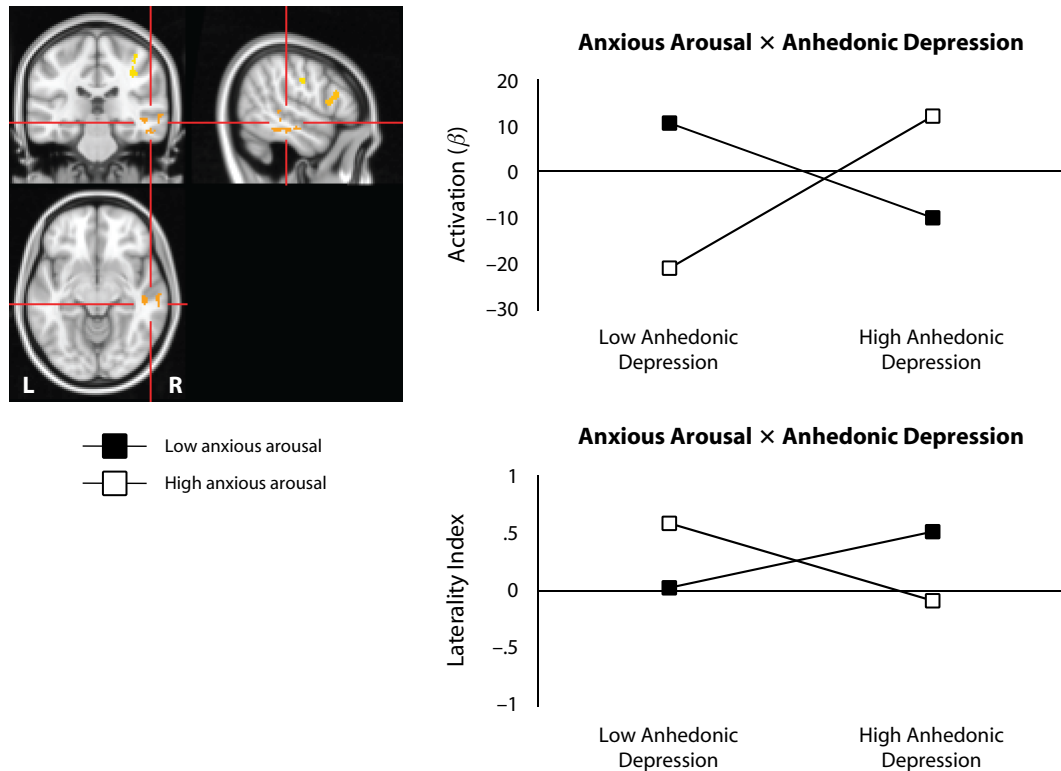 L
R
Low anxious arousal
High anxious arousal
Anxious Arousal × Anhedonic Depression
Activation (β)
20
10
0
–10
–20
–30
Low Anhedonic
Depression
High Anhedonic
Depression
Anxious Arousal × Anhedonic Depression
Laterality Index
1
.5
0
–.5
–1
Low Anhedonic
Depression
High Anhedonic
Depression